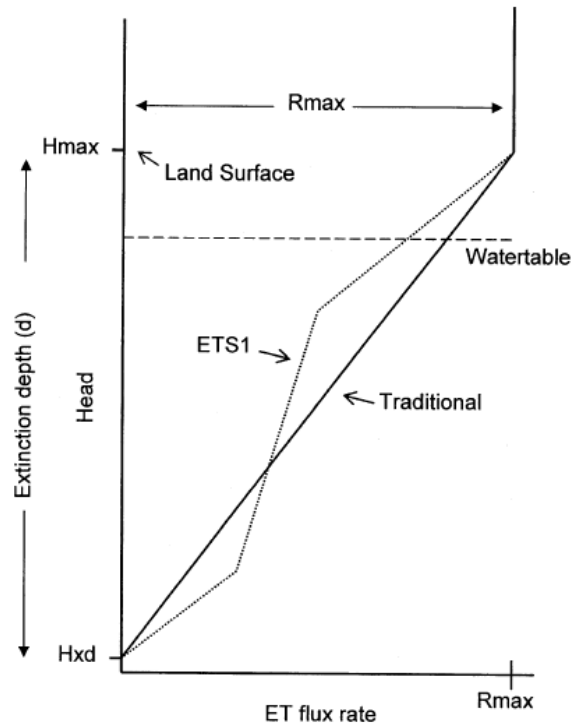 Rmax
Hmax
Land Surface
Watertable
ETS1
Traditional
Extinction depth (d)
Head
Hxd
Rmax
ET flux rate